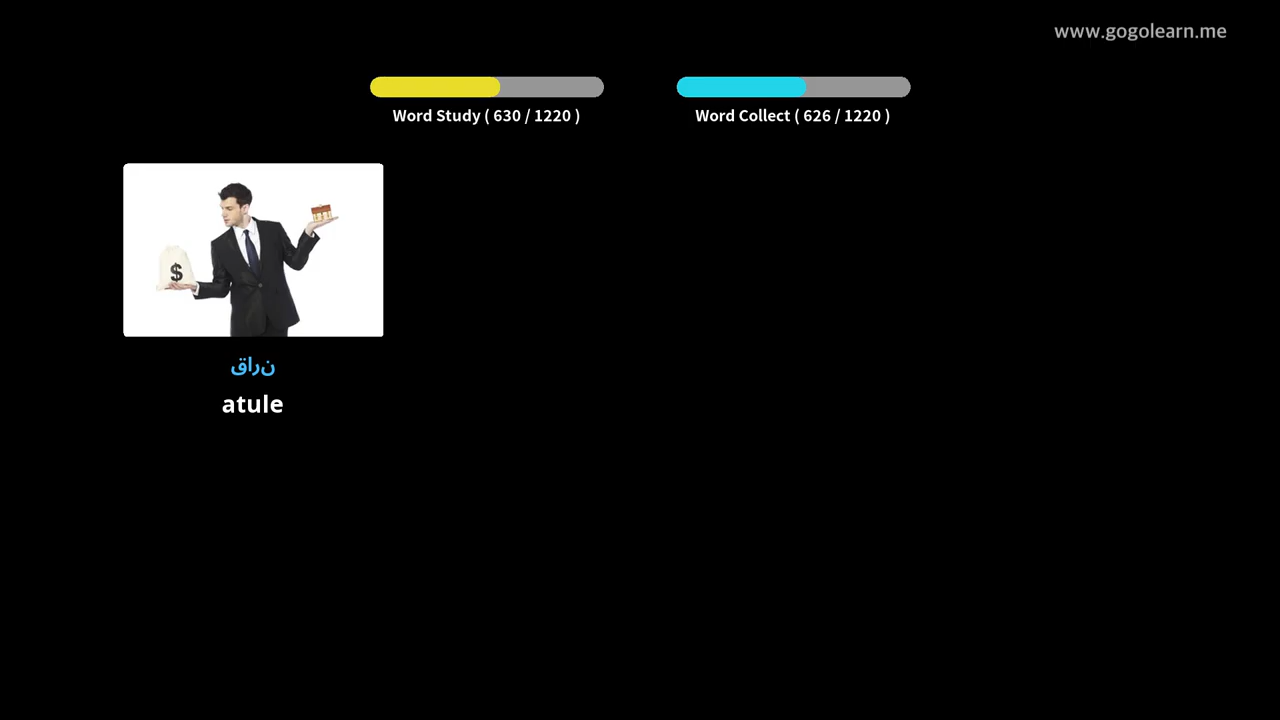 www.gogolearn.me
Word Study ( 630 / 1220 )
Word Collect ( 626 / 1220 )
$
نراق
atule